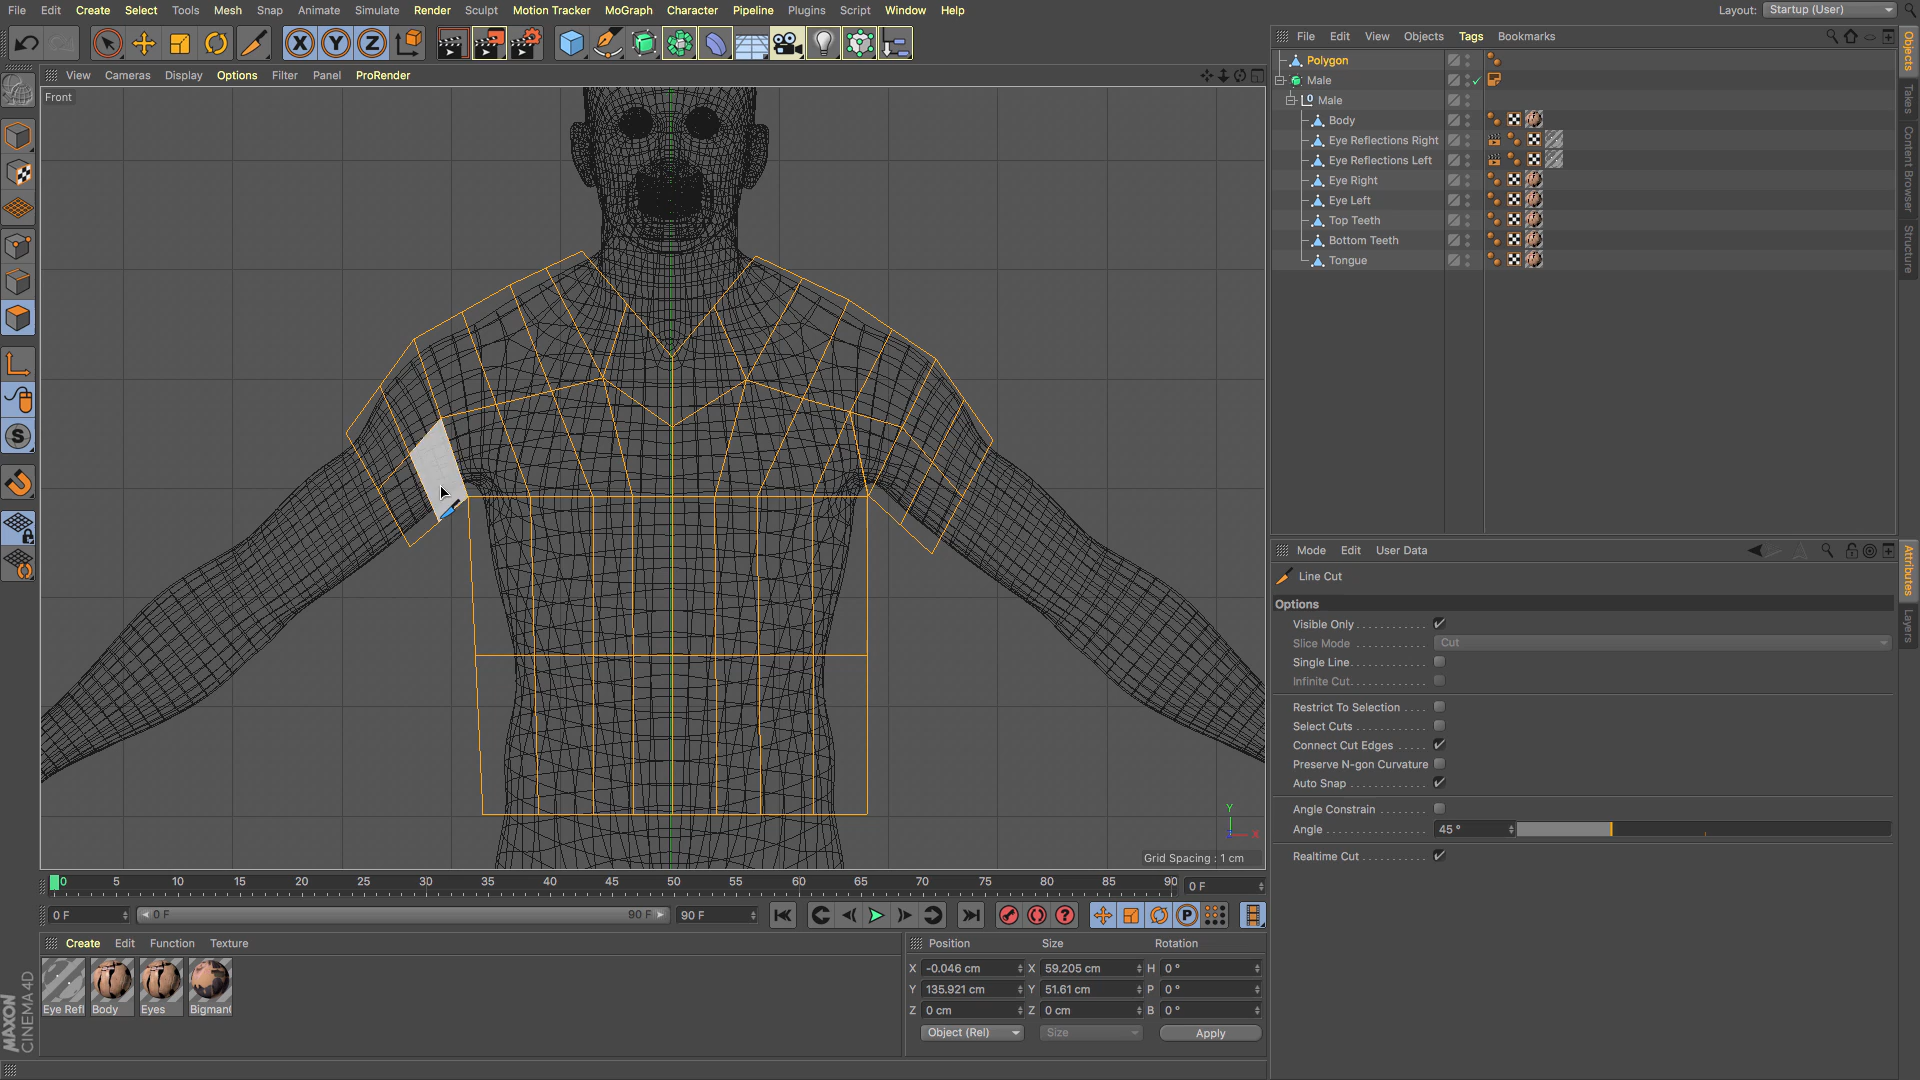 File Edit Create Select Tools Mesh Snap Animate Simulate Render Sculpt Motion Tracker MoGraph Character Pipeline Plugins Script Window Help
Layout: Startup (User)
X Y Z
File Edit View Objects Tags Bookmarks
View Cameras Display Options Filter Panel ProRender
Front
Polygon
Male
Male
Body
Eye Reflections Right
Eye Reflections Left
Eye Right
Eye Left
Top Teeth
Bottom Teeth
Tongue
Objects
Takes
Content Browser
Structure
S
Mode Edit User Data
Line Cut
Options
Visible Only
Slice Mode Cut
Single Line
Infinite Cut
Restrict To Selection
Select Cuts
Connect Cut Edges
Preserve N-gon Curvature
Auto Snap
Angle Constrain
Angle 45 °
Realtime Cut
Attributes
Layers
Y
X
Grid Spacing : 1 cm
0 5 10 15 20 25 30 35 40 45 50 55 60 65 70 75 80 85 90
0 F
0 F 0 F 90 F 90 F
P
Create Edit Function Texture
Eye Refl Body Eyes Bigman
Position Size Rotation
X -0.046 cm X 59.205 cm H 0 °
Y 135.921 cm Y 51.61 cm P 0 °
Z 0 cm Z 0 cm B 0 °
Object (Rel) Size Apply
MAXON
CINEMA 4D